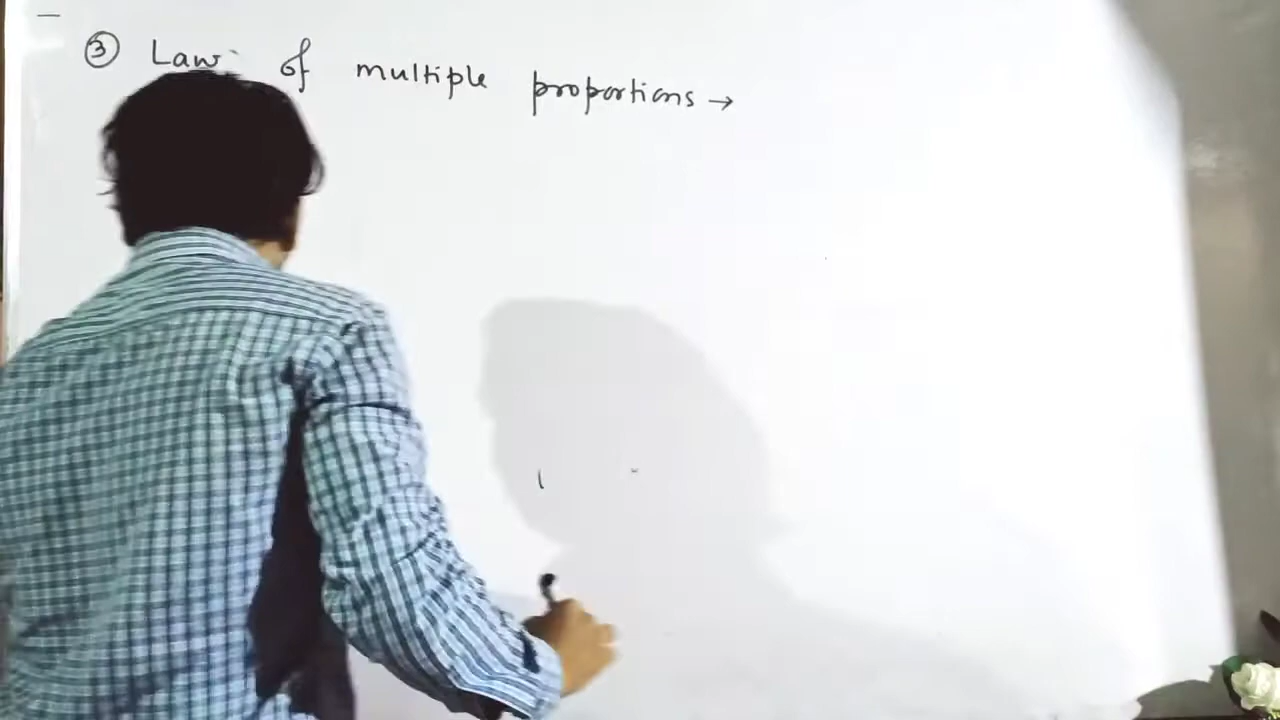 ③ Law of multiple proportions →